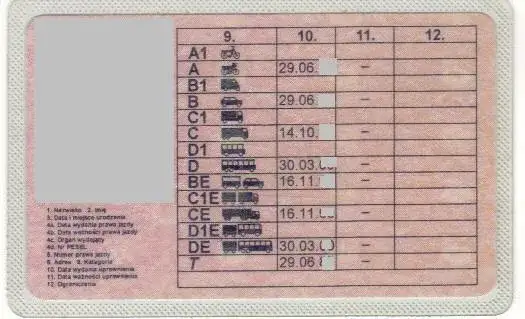 9. 10. 11. 12.
A1
A 29.06. –
B1
B 29.06. –
C1
C 14.10. –
D1
D 30.03. –
BE 16.11. –
C1E
CE 16.11. –
D1E
DE 30.03. –
T 29.06 –
1. Nazwisko 2. Imię
3. Data i miejsce urodzenia
4a. Data wydania prawa jazdy
4b. Data ważności prawa jazdy
4c. Organ wydający
4d. Nr PESEL
5. Numer prawa jazdy
8. Adres 9. Kategoria
10. Data wydania uprawnienia
11. Data ważności uprawnienia
12. Ograniczenia